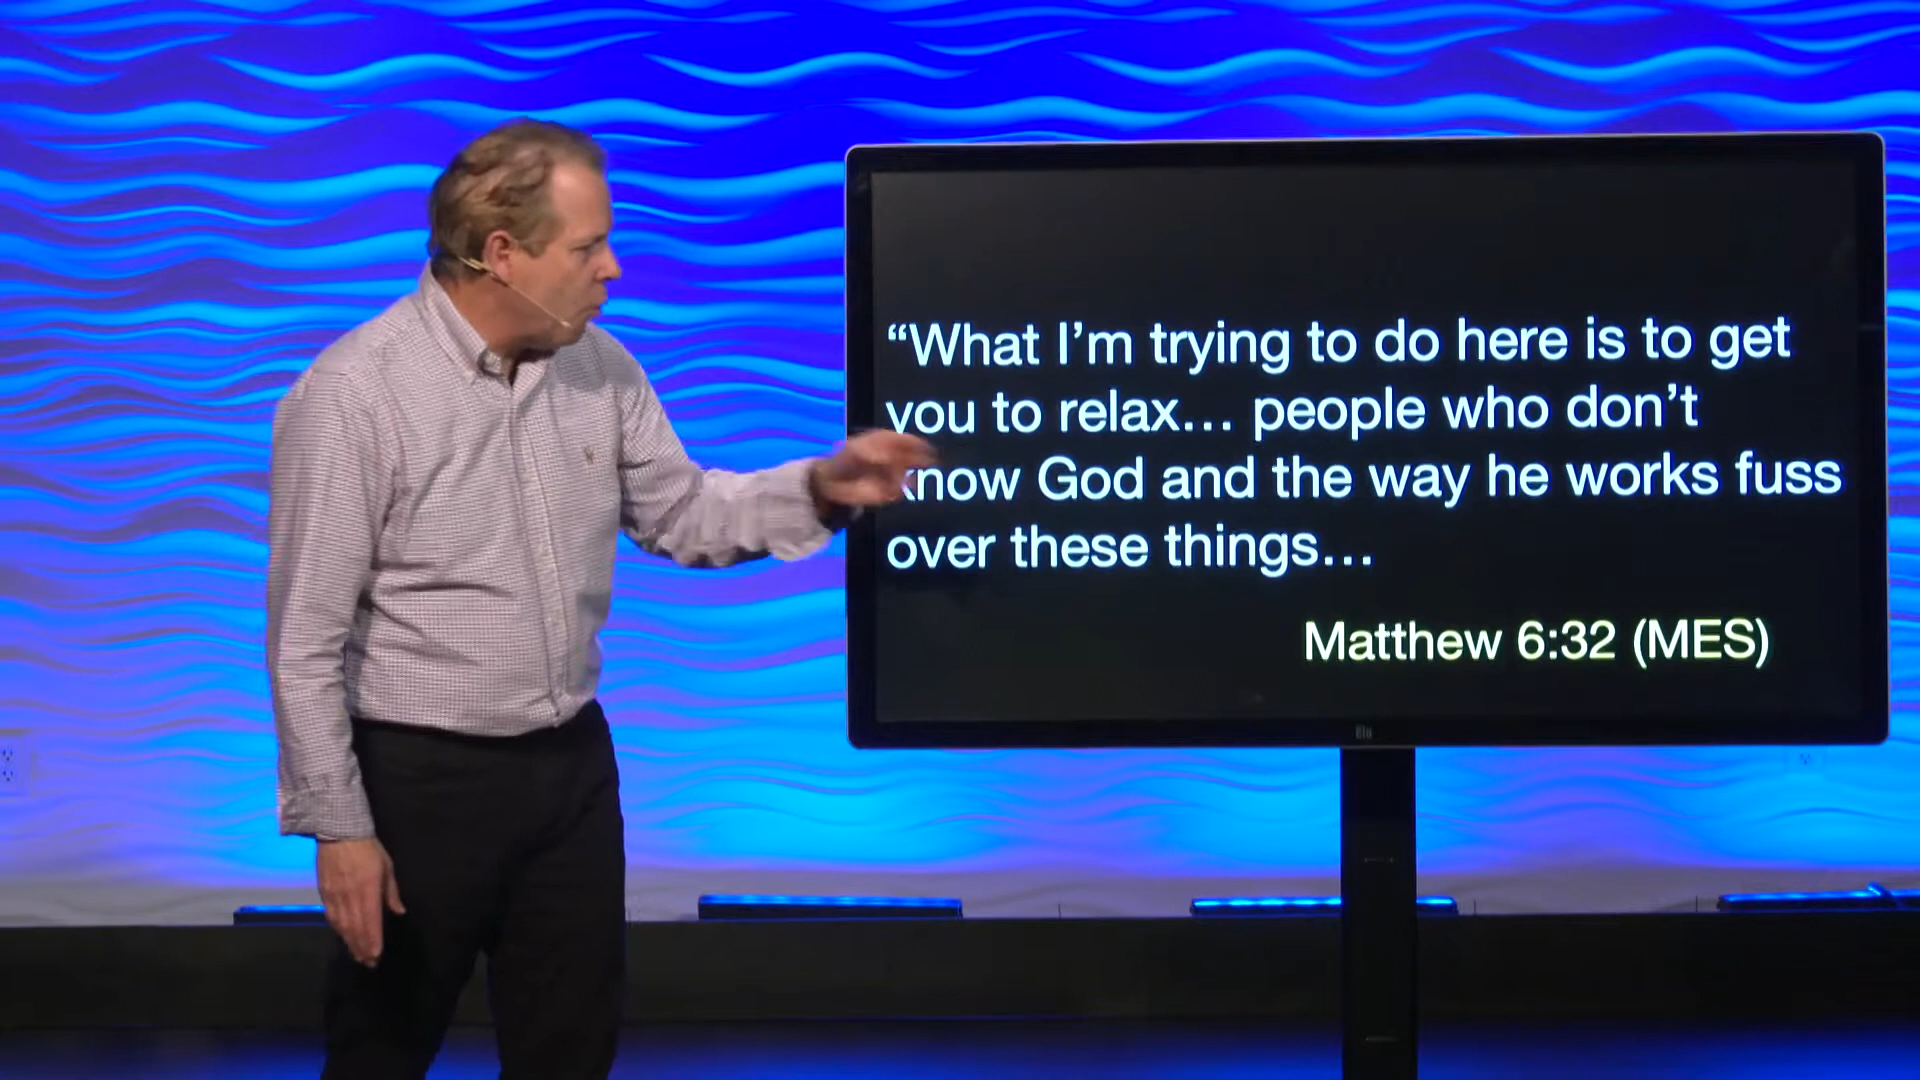 “What I’m trying to do here is to get
you to relax... people who don’t
know God and the way he works fuss
over these things...
Matthew 6:32 (MES)
Elo